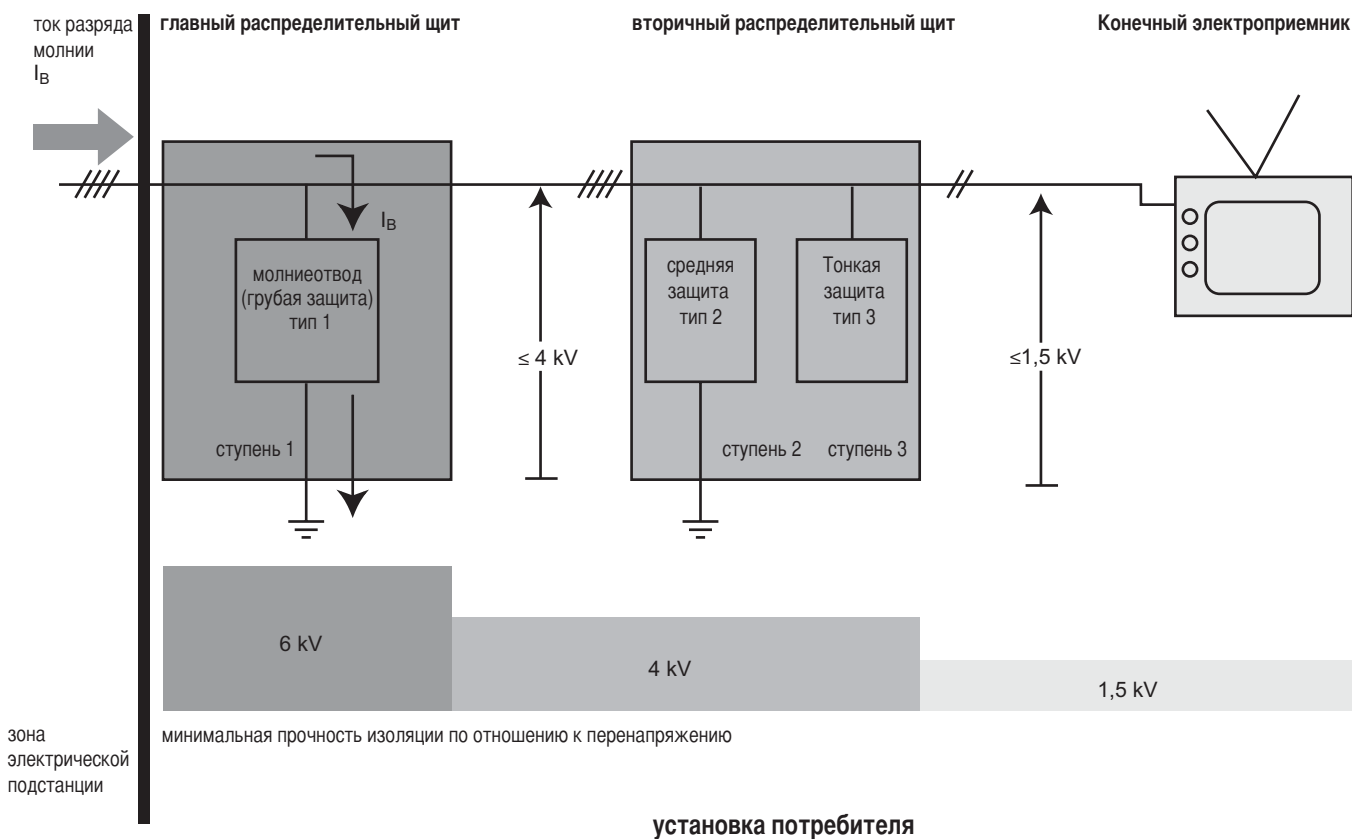 ток разряда
молнии
I_B
главный распределительный щит
вторичный распределительный щит
Конечный электроприемник
I_B
молниеотвод
(грубая защита)
тип 1
ступень 1
≤ 4 kV
средняя
защита
тип 2
Тонкая
защита
тип 3
ступень 2
ступень 3
≤1,5 kV
6 kV
4 kV
1,5 kV
зона
электрической
подстанции
минимальная прочность изоляции по отношению к перенапряжению
установка потребителя